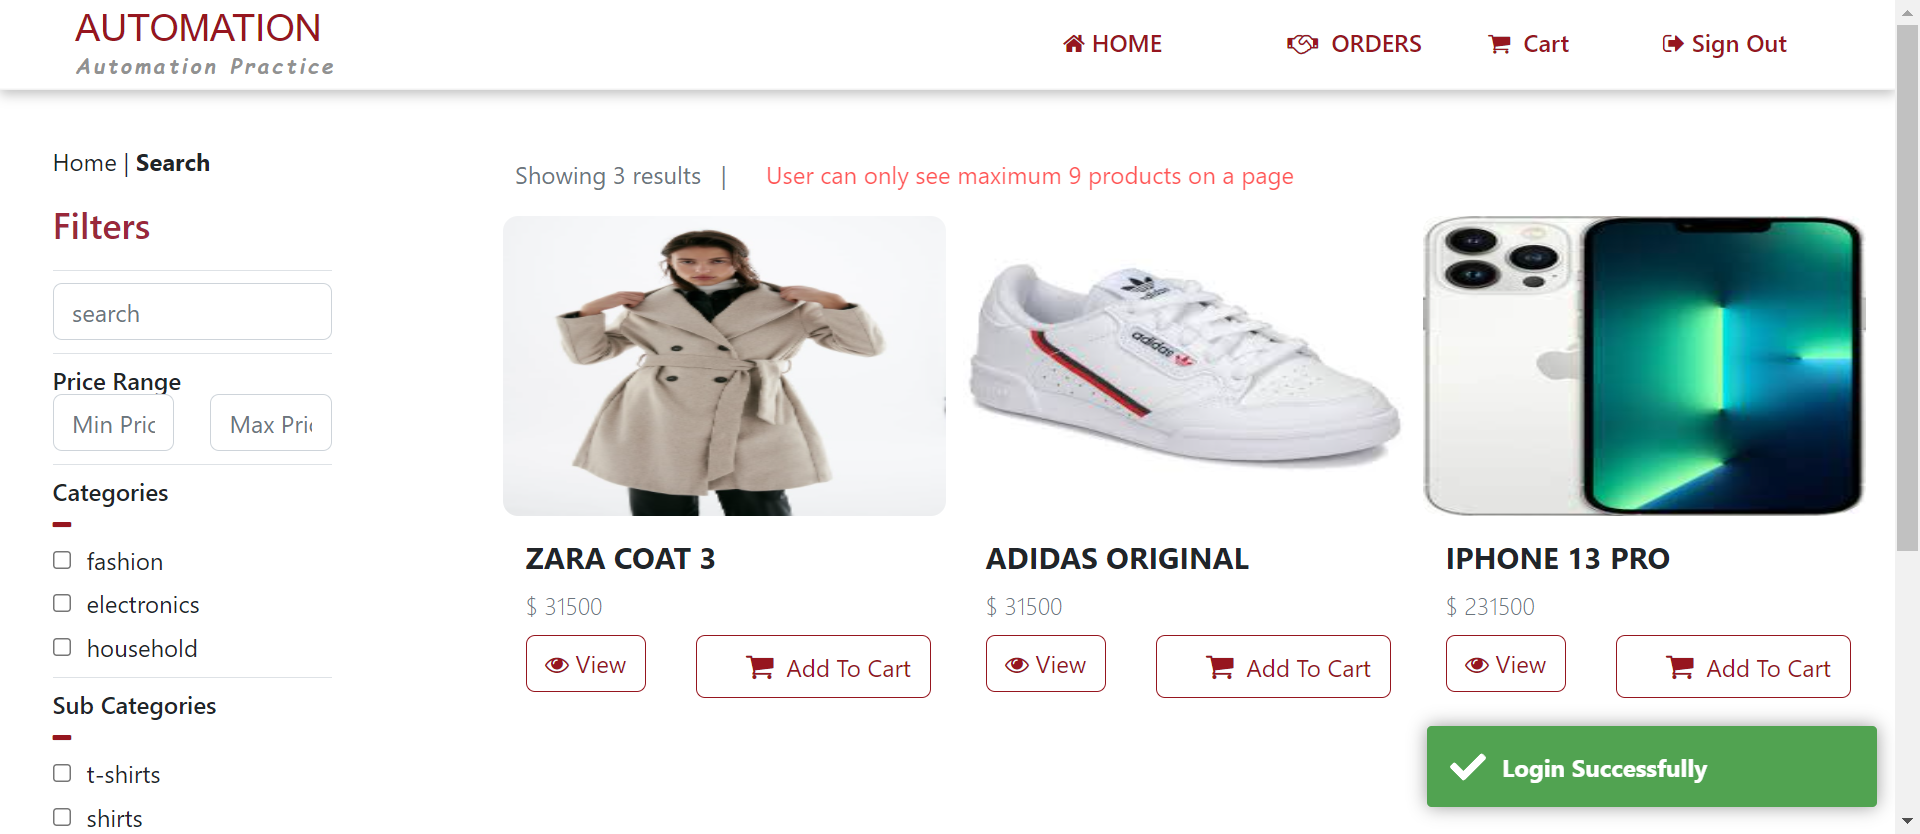 AUTOMATION
Automation Practice
HOME
ORDERS
Cart
Sign Out
Home | Search
Showing 3 results |
User can only see maximum 9 products on a page
Filters
search
Price Range
Min Pric
Max Pri
Categories
fashion
electronics
household
Sub Categories
t-shirts
shirts
adidas
adidas
ZARA COAT 3
$ 31500
View
Add To Cart
ADIDAS ORIGINAL
$ 31500
View
Add To Cart
IPHONE 13 PRO
$ 231500
View
Add To Cart
Login Successfully